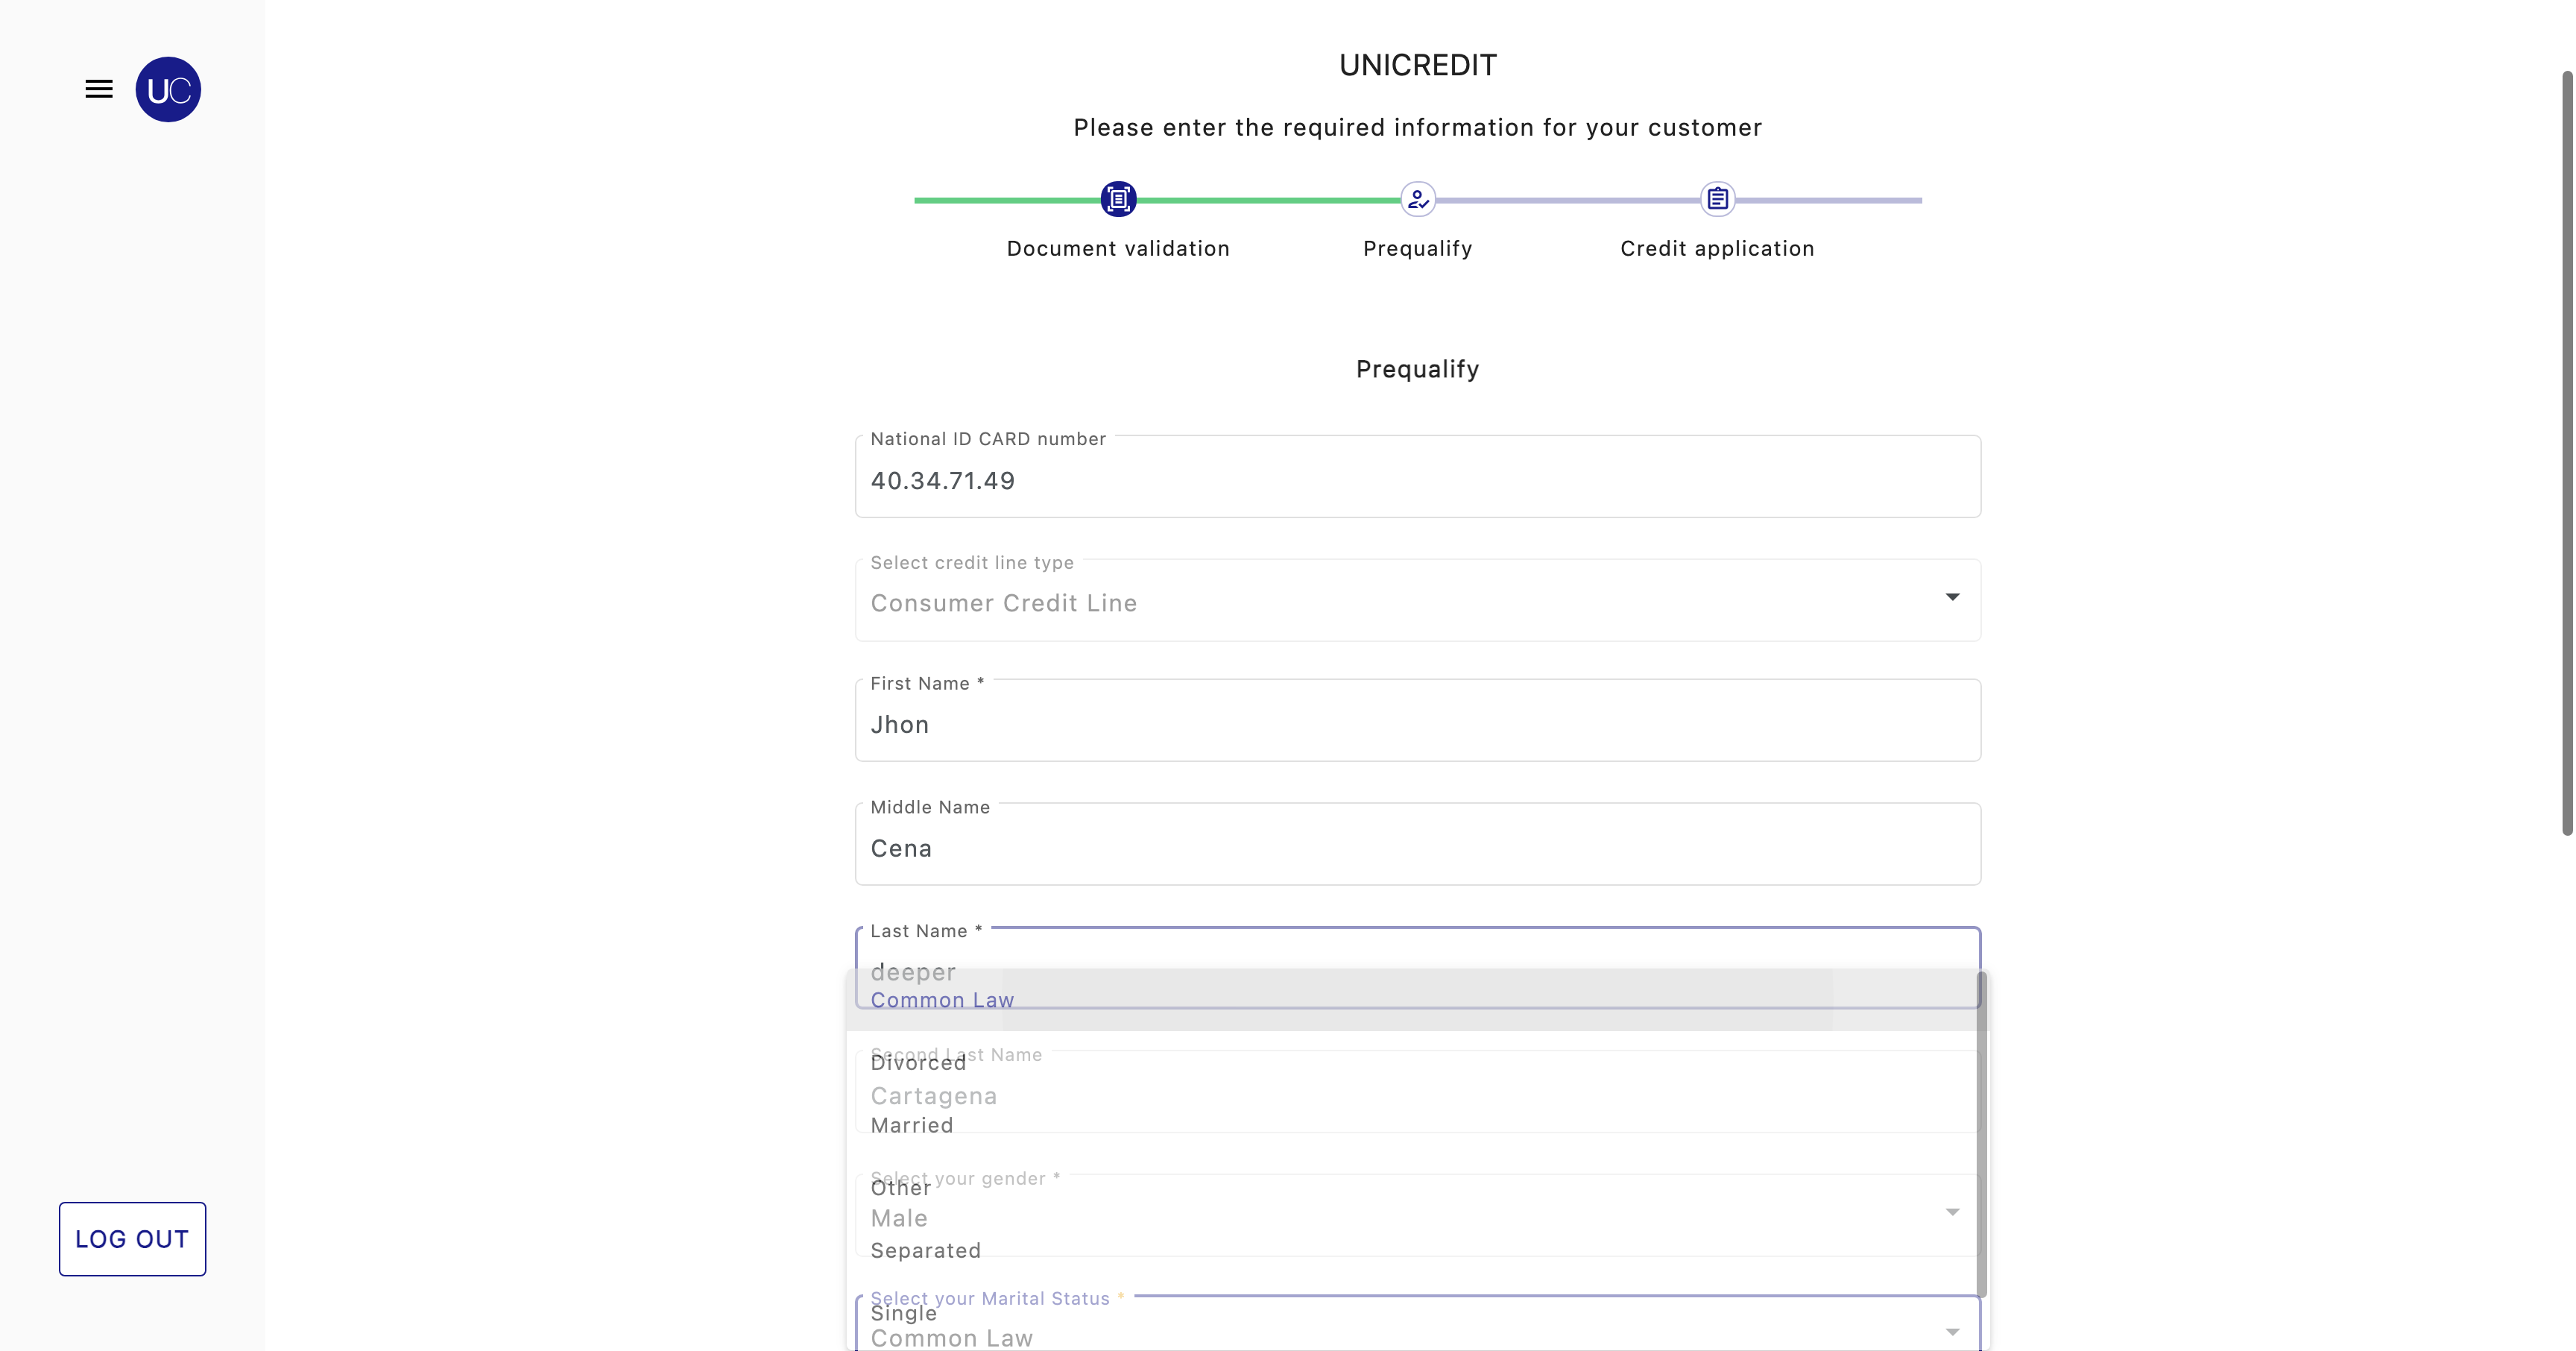 UC
UNICREDIT
Please enter the required information for your customer
Document validation
Prequalify
Credit application
Prequalify
National ID CARD number
40.34.71.49
Select credit line type
Consumer Credit Line
First Name *
Jhon
Middle Name
Cena
Last Name *
deeper
Common Law
Second Last Name
Divorced
Cartagena
Married
Select your gender *
Other
Male
Separated
Select your Marital Status *
Single
Common Law
LOG OUT